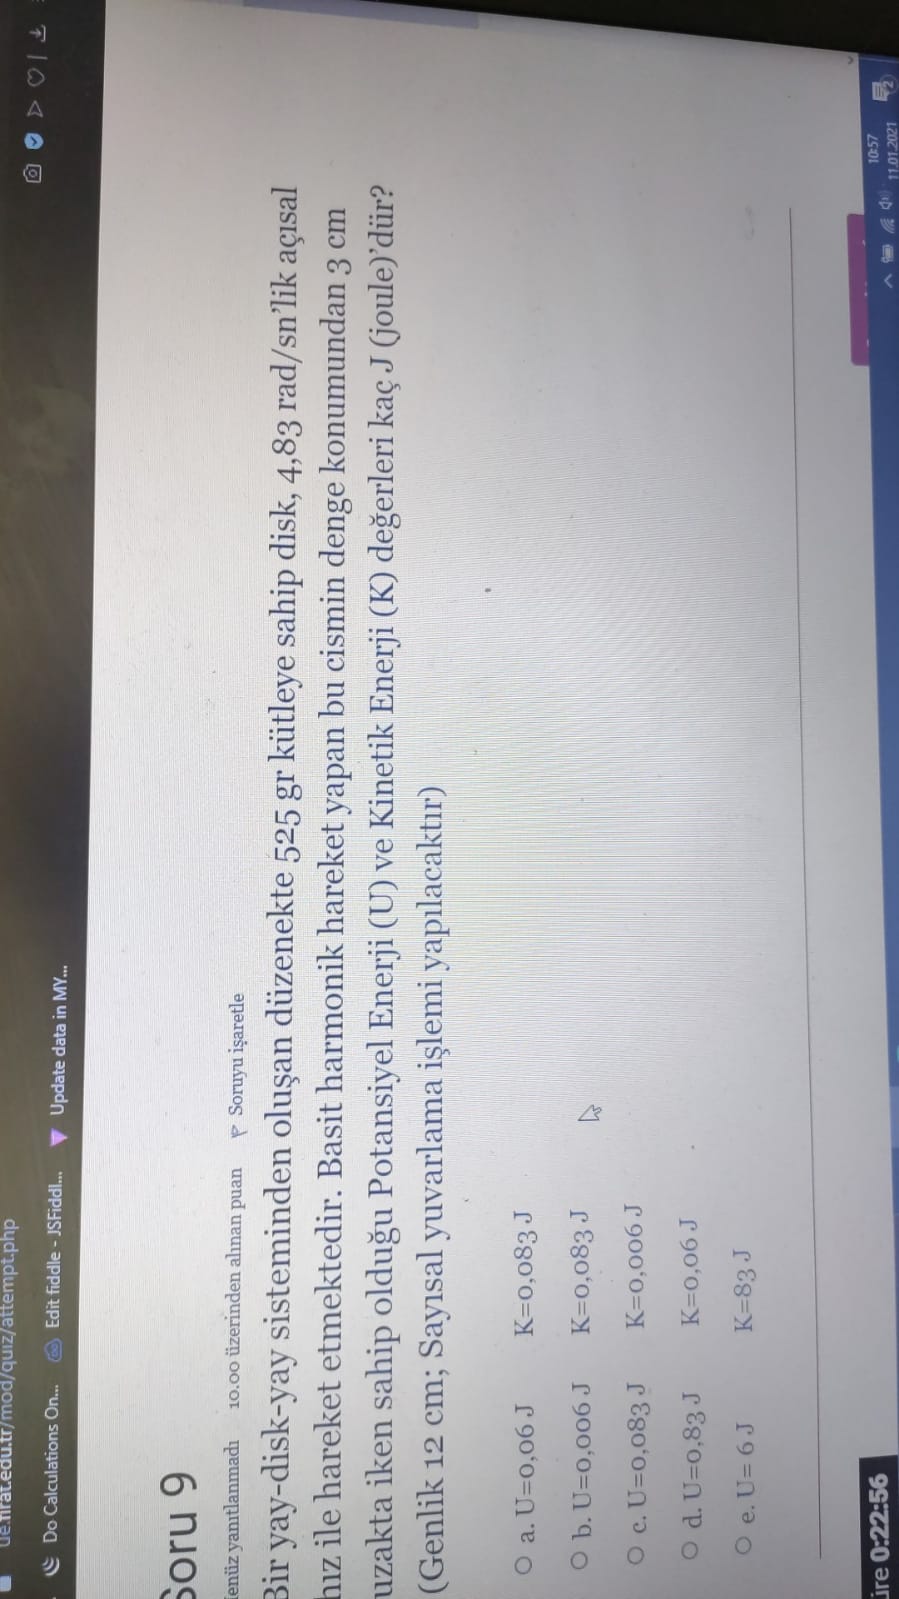 ue.firat.edu.tr/mod/quiz/attempt.php
Do Calculations On... Edit fiddle - JSFiddl... Update data in MY...
Soru 9
Henüz yanıtlanmadı 10.00 üzerinden alınan puan Soruyu işaretle
Bir yay-disk-yay sisteminden oluşan düzenekte 525 gr kütleye sahip disk, 4,83 rad/sn'lik açısal
hız ile hareket etmektedir. Basit harmonik hareket yapan bu cismin denge konumundan 3 cm
uzakta iken sahip olduğu Potansiyel Enerji (U) ve Kinetik Enerji (K) değerleri kaç J (joule)'dür?
(Genlik 12 cm; Sayısal yuvarlama işlemi yapılacaktır)
a. U=0,06 J K=0,083 J
b. U=0,006 J K=0,083 J
c. U=0,083 J K=0,006 J
d. U=0,83 J K=0,06 J
e. U= 6 J K=83 J
üre 0:22:56
10:57
11.01.2021
2